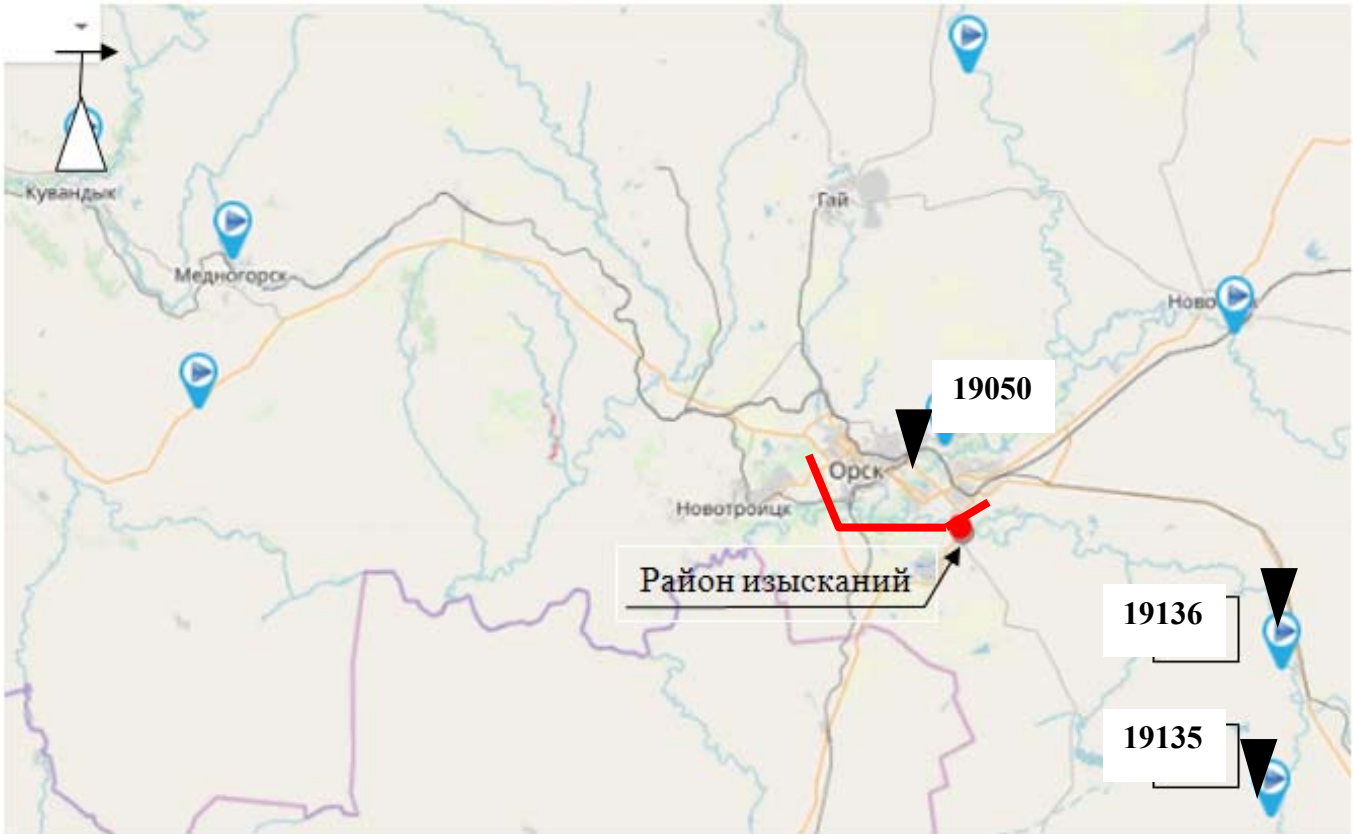 Кувандык
Гай
Медногорск
Ново
19050
Орск
Новотроицк
Район изысканий
19136
19135